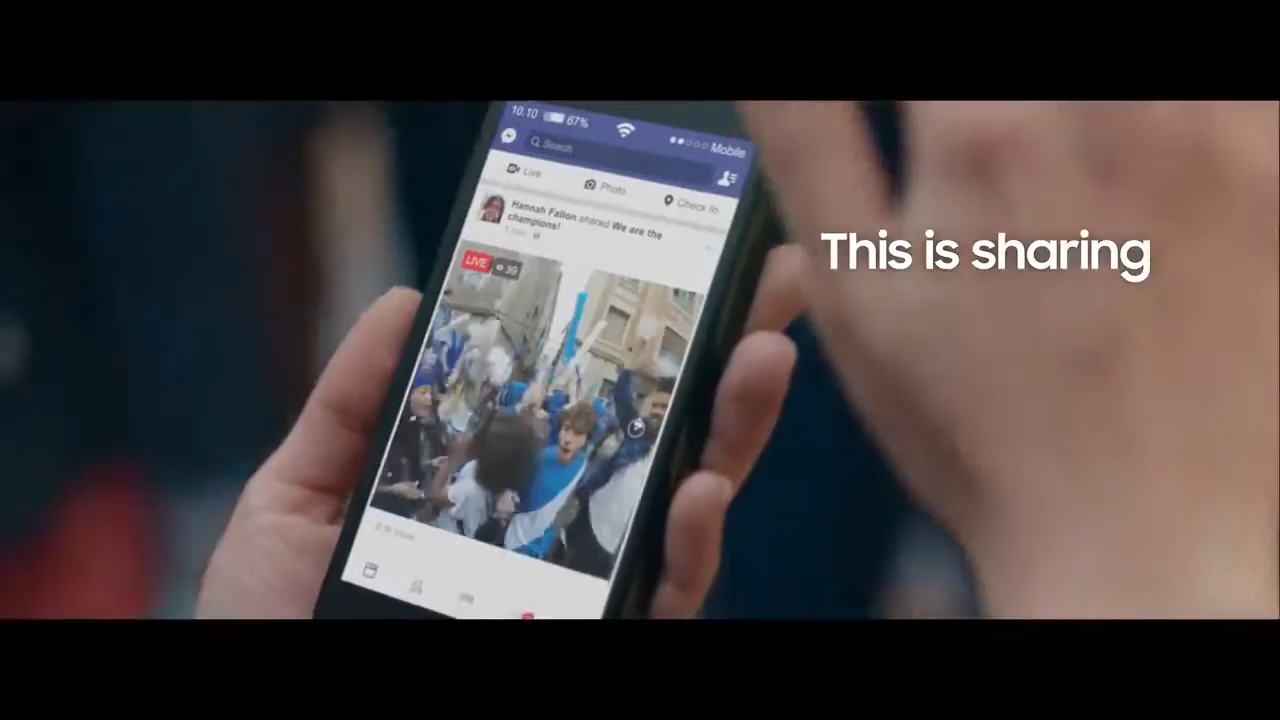 10.10 67% Mobile
Search
Live Photo Check In
Hannah Fallon shared We are the
champions!
LIVE 39
This is sharing